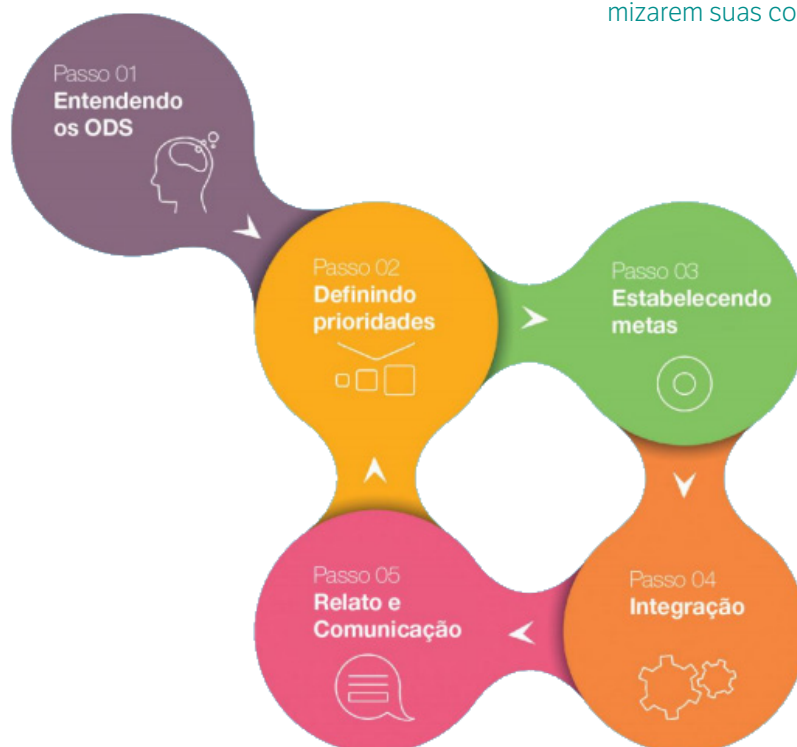 mizarem suas co
Passo 01
Entendendo
os ODS
Passo 02
Definindo
prioridades
Passo 03
Estabelecendo
metas
Passo 04
Integração
Passo 05
Relato e
Comunicação